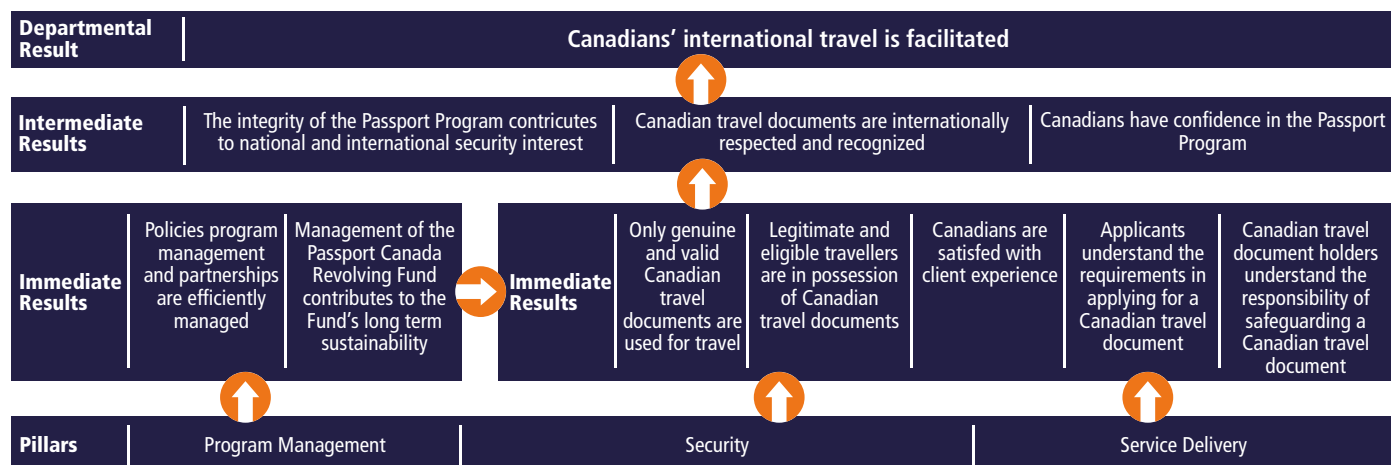 Departmental
Result
Canadians’ international travel is facilitated
Intermediate
Results
The integrity of the Passport Program contricutes
to national and international security interest
Canadian travel documents are internationally
respected and recognized
Canadians have confidence in the Passport
Program
Immediate
Results
Policies program
management
and partnerships
are efficiently
managed
Management of the
Passport Canada
Revolving Fund
contributes to the
Fund’s long term
sustainability
Immediate
Results
Only genuine
and valid
Canadian
travel
documents are
used for travel
Legitimate and
eligible travellers
are in possession
of Canadian
travel documents
Canadians are
satisfied with
client experience
Applicants
understand the
requirements in
applying for a
Canadian travel
document
Canadian travel
document holders
understand the
responsibility of
safeguarding a
Canadian travel
document
Pillars
Program Management
Security
Service Delivery